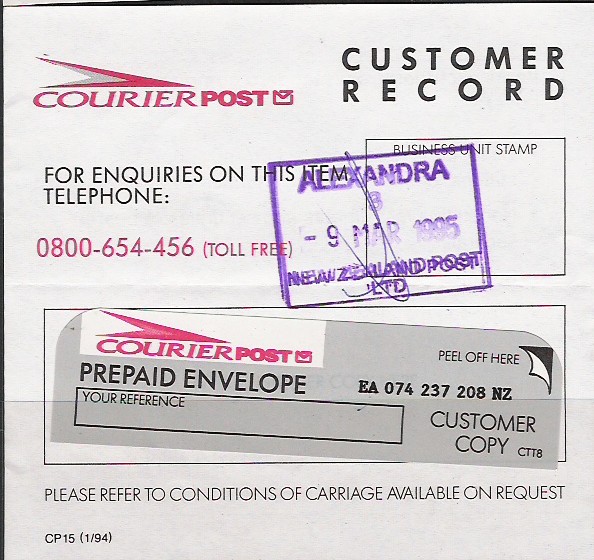 COURIERPOST
CUSTOMER
RECORD
BUSINESS UNIT STAMP
FOR ENQUIRIES ON THIS ITEM
TELEPHONE:
0800-654-456 (TOLL FREE)
ALEXANDRA
- 9 MAR 1995
NEW ZEALAND POST
LTD
COURIERPOST
PREPAID ENVELOPE
PEEL OFF HERE
EA 074 237 208 NZ
YOUR REFERENCE
CUSTOMER
COPY CTT8
PLEASE REFER TO CONDITIONS OF CARRIAGE AVAILABLE ON REQUEST
CP15 (1/94)